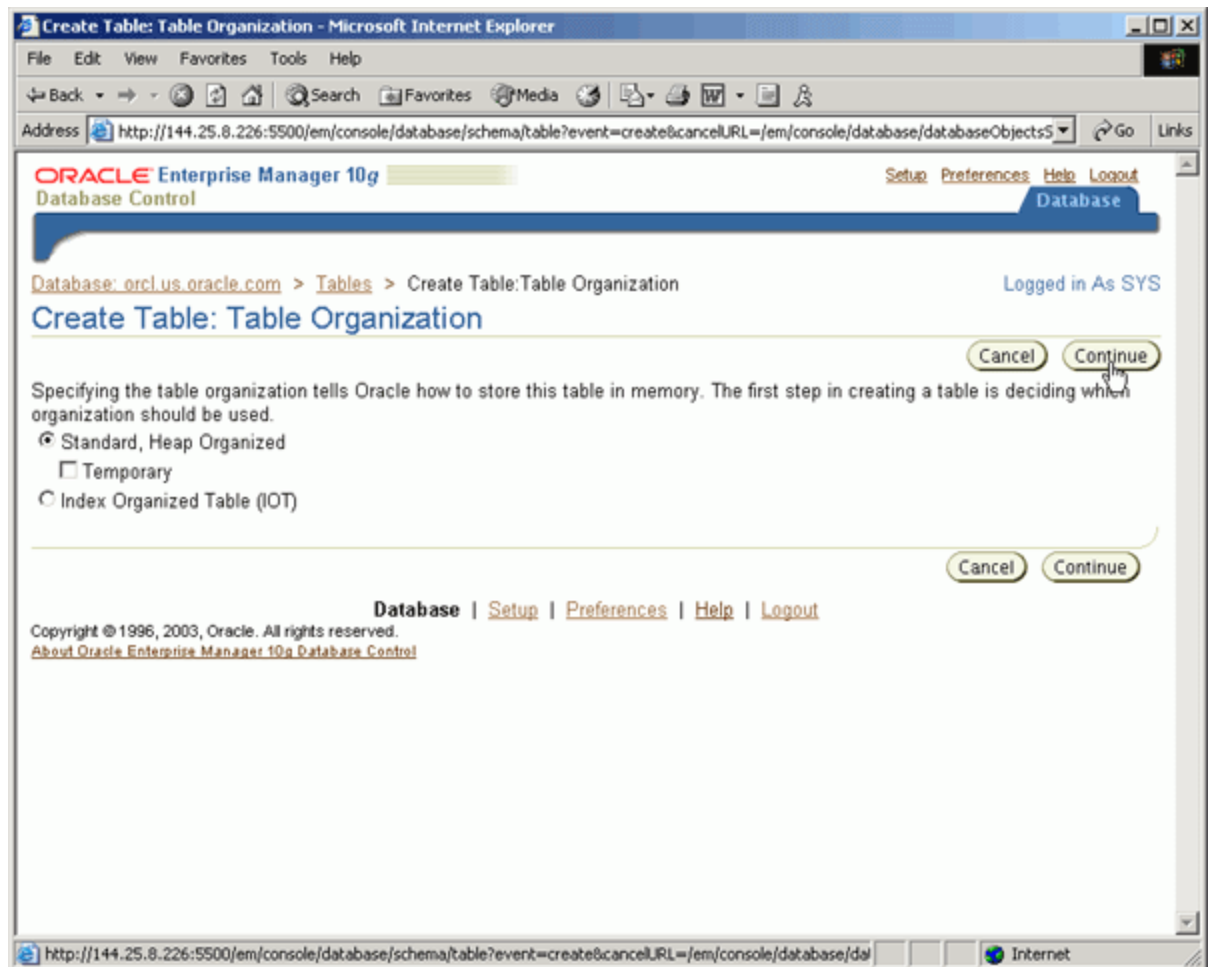 Create Table: Table Organization - Microsoft Internet Explorer
File Edit View Favorites Tools Help
Back Search Favorites Media
Address http://144.25.8.226:5500/em/console/database/schema/table?event=create&cancelURL=/em/console/database/databaseObjectsS Go Links
ORACLE Enterprise Manager 10g Setup Preferences Help Logout
Database Control Database
Database: orcl.us.oracle.com > Tables > Create Table:Table Organization Logged in As SYS
Create Table: Table Organization
Cancel Continue
Specifying the table organization tells Oracle how to store this table in memory. The first step in creating a table is deciding which
organization should be used.
Standard, Heap Organized
Temporary
Index Organized Table (IOT)
Cancel Continue
Database | Setup | Preferences | Help | Logout
Copyright © 1996, 2003, Oracle. All rights reserved.
About Oracle Enterprise Manager 10g Database Control
http://144.25.8.226:5500/em/console/database/schema/table?event=create&cancelURL=/em/console/database/dal Internet